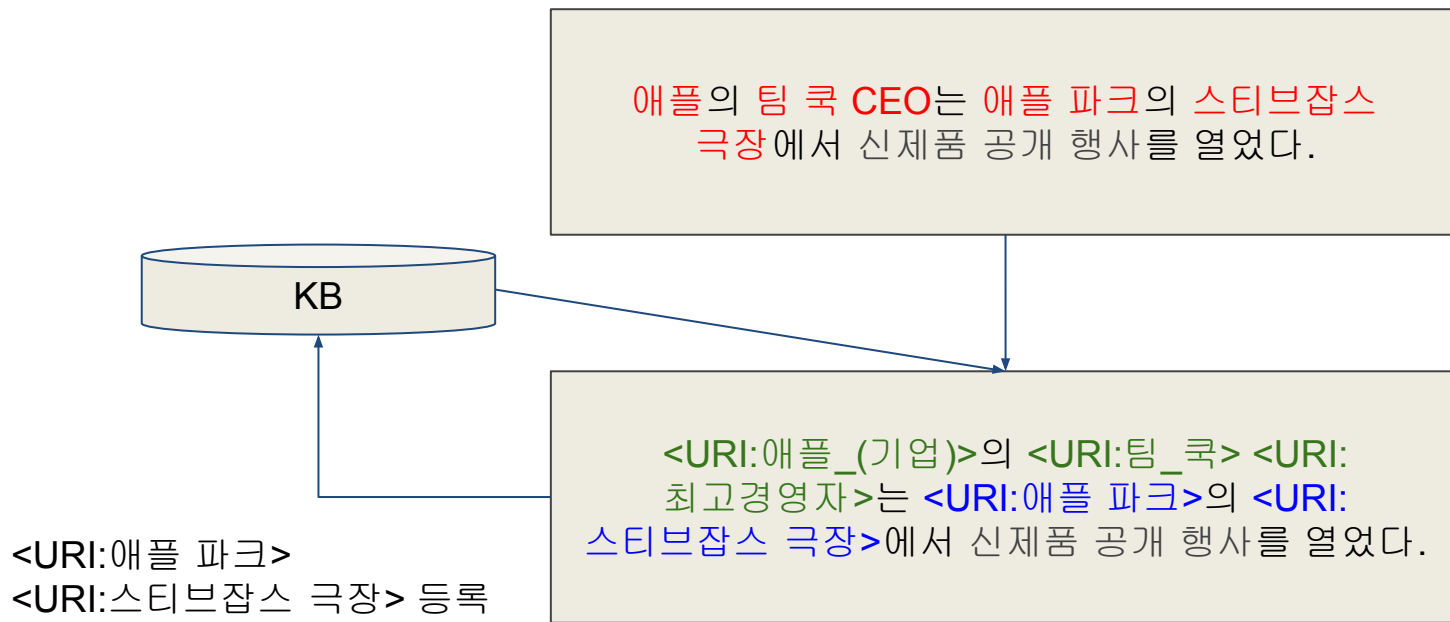 애플의 팀 쿡 CEO는 애플 파크의 스티브잡스
극장에서 신제품 공개 행사를 열었다.
KB
<URI:애플_(기업)>의 <URI:팀_쿡> <URI:
최고경영자>는 <URI:애플 파크>의 <URI:
스티브잡스 극장>에서 신제품 공개 행사를 열었다.
<URI:애플 파크>
<URI:스티브잡스 극장> 등록